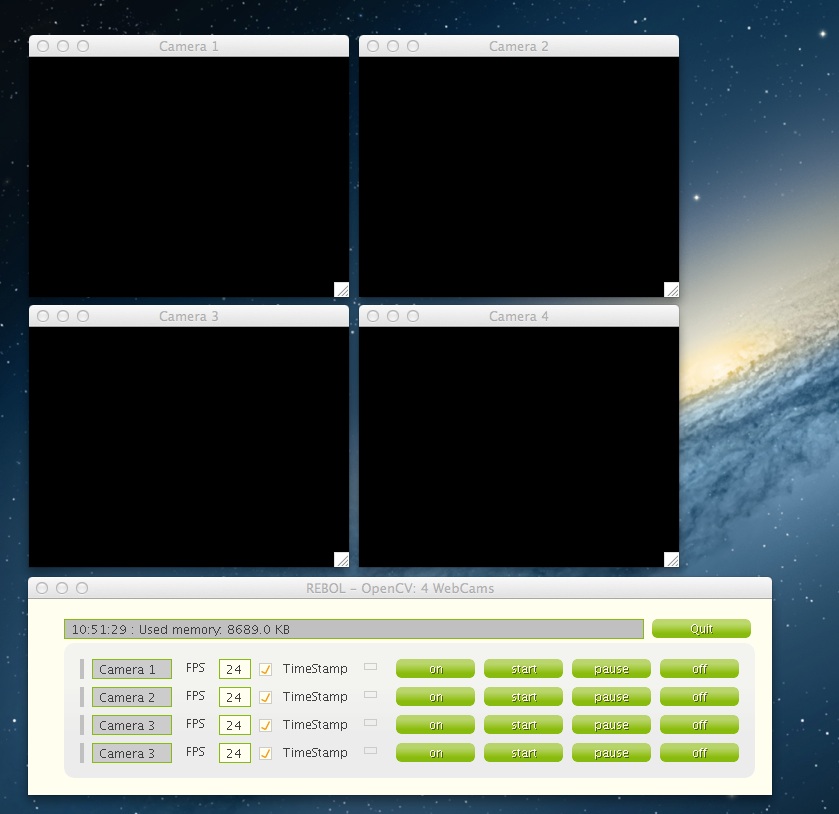 Camera 1 Camera 2
Camera 3 Camera 4
REBOL - OpenCV: 4 WebCams
10:51:29 : Used memory: 8689.0 KB Quit
Camera 1 FPS 24 TimeStamp on start pause off
Camera 2 FPS 24 TimeStamp on start pause off
Camera 3 FPS 24 TimeStamp on start pause off
Camera 3 FPS 24 TimeStamp on start pause off